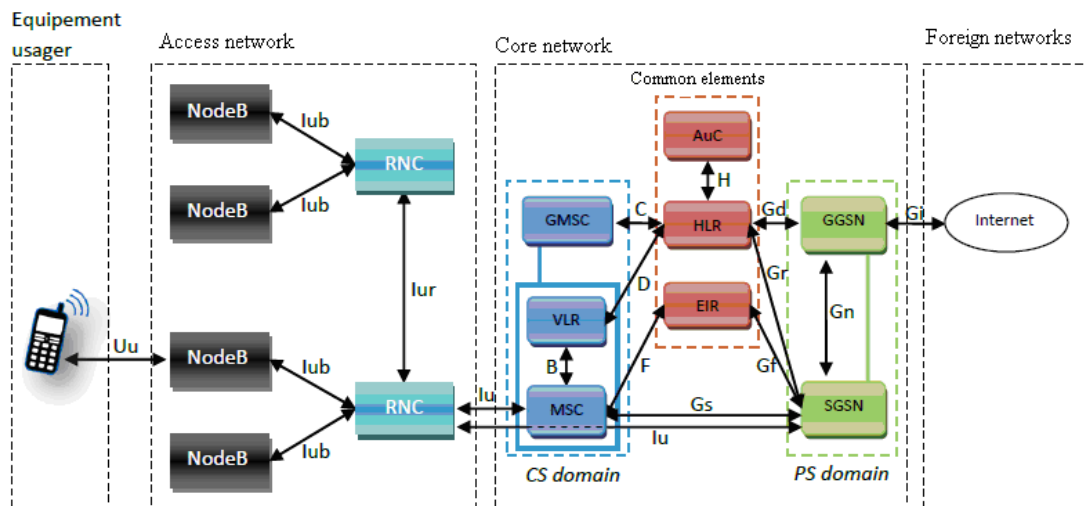 Equipement
usager
Access network
Core network
Foreign networks
Common elements
NodeB
Iub
RNC
NodeB
Iub
Iur
Uu
NodeB
Iub
RNC
NodeB
Iub
Iu
Iu
AuC
H
GMSC
C
HLR
Gd
GGSN
Gi
Internet
D
Gr
VLR
EIR
Gn
B
F
Gf
MSC
Gs
SGSN
CS domain
PS domain